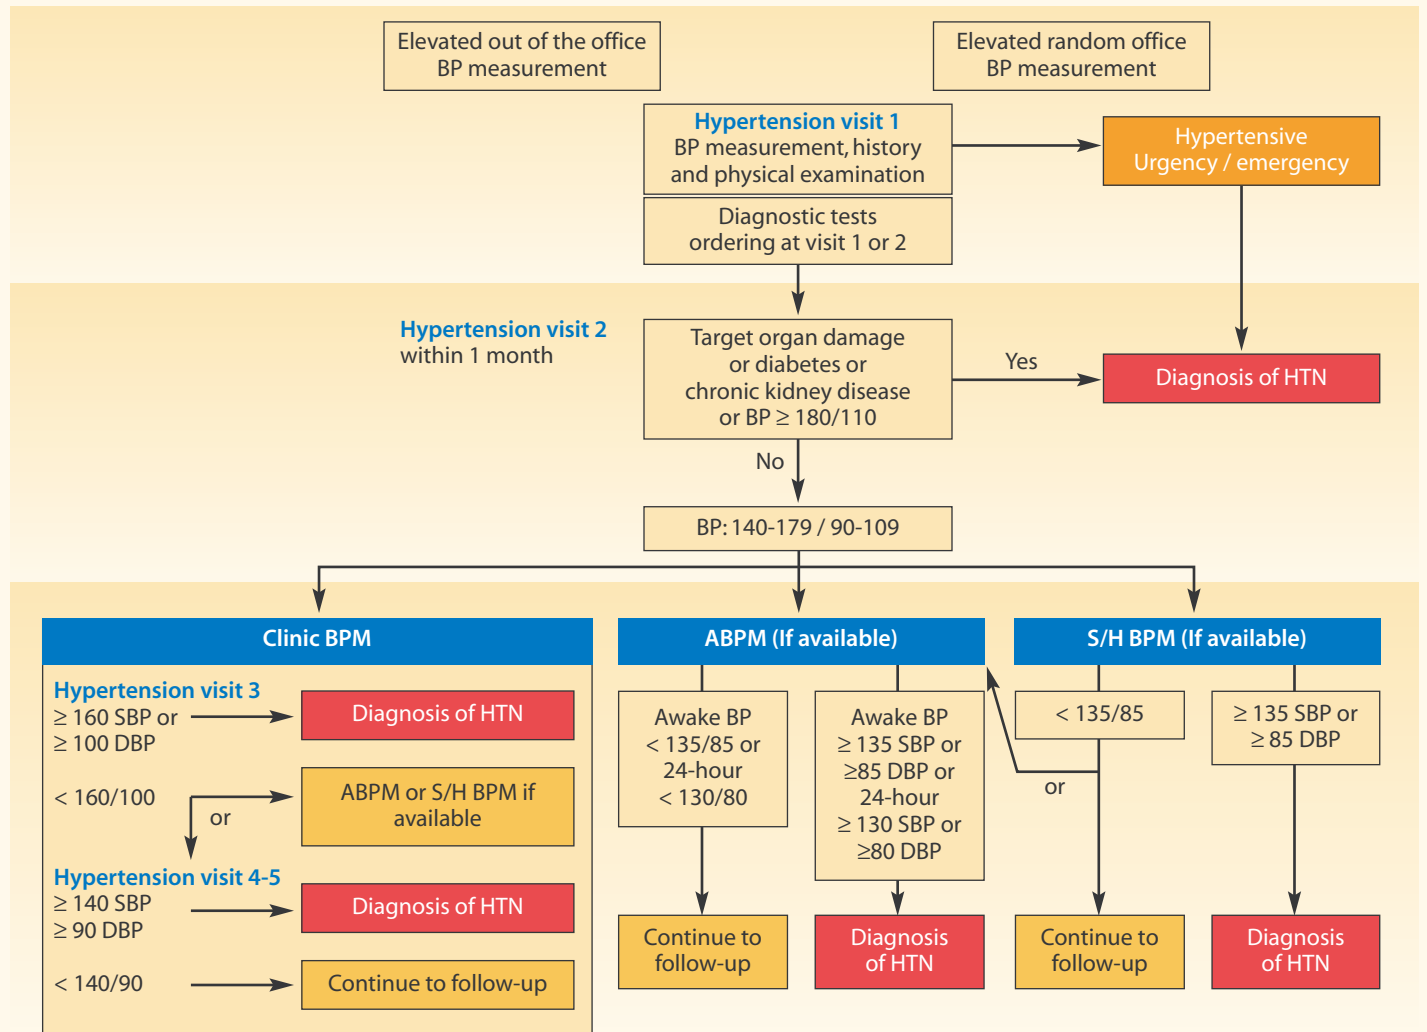 Elevated out of the office
BP measurement
Elevated random office
BP measurement
Hypertension visit 1
BP measurement, history
and physical examination
Hypertensive
Urgency / emergency
Diagnostic tests
ordering at visit 1 or 2
Hypertension visit 2
within 1 month
Target organ damage
or diabetes or
chronic kidney disease
or BP ≥ 180/110
Yes
Diagnosis of HTN
No
BP: 140-179 / 90-109
Clinic BPM
Hypertension visit 3
≥ 160 SBP or
≥ 100 DBP
Diagnosis of HTN
< 160/100
or
ABPM or S/H BPM if
available
Hypertension visit 4-5
≥ 140 SBP
≥ 90 DBP
Diagnosis of HTN
< 140/90
Continue to follow-up
ABPM (If available)
Awake BP
< 135/85 or
24-hour
< 130/80
Awake BP
≥ 135 SBP or
≥85 DBP or
24-hour
≥ 130 SBP or
≥80 DBP
Continue to
follow-up
Diagnosis
of HTN
S/H BPM (If available)
< 135/85
≥ 135 SBP or
≥ 85 DBP
or
Continue to
follow-up
Diagnosis
of HTN